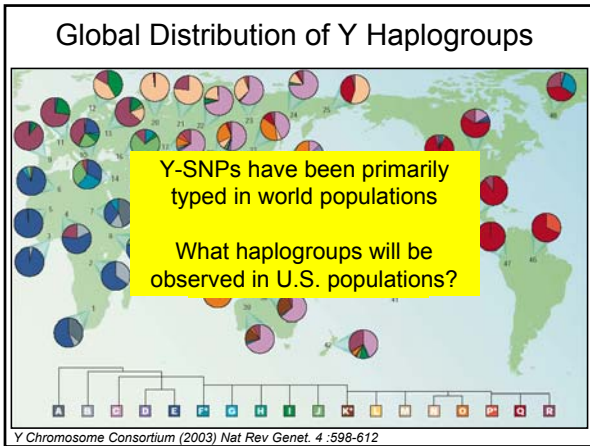 Global Distribution of Y Haplogroups
Y-SNPs have been primarily
typed in world populations
What haplogroups will be
observed in U.S. populations?
A B C D E F* G H I J K* L M N O P* Q R
Y Chromosome Consortium (2003) Nat Rev Genet. 4 :598-612